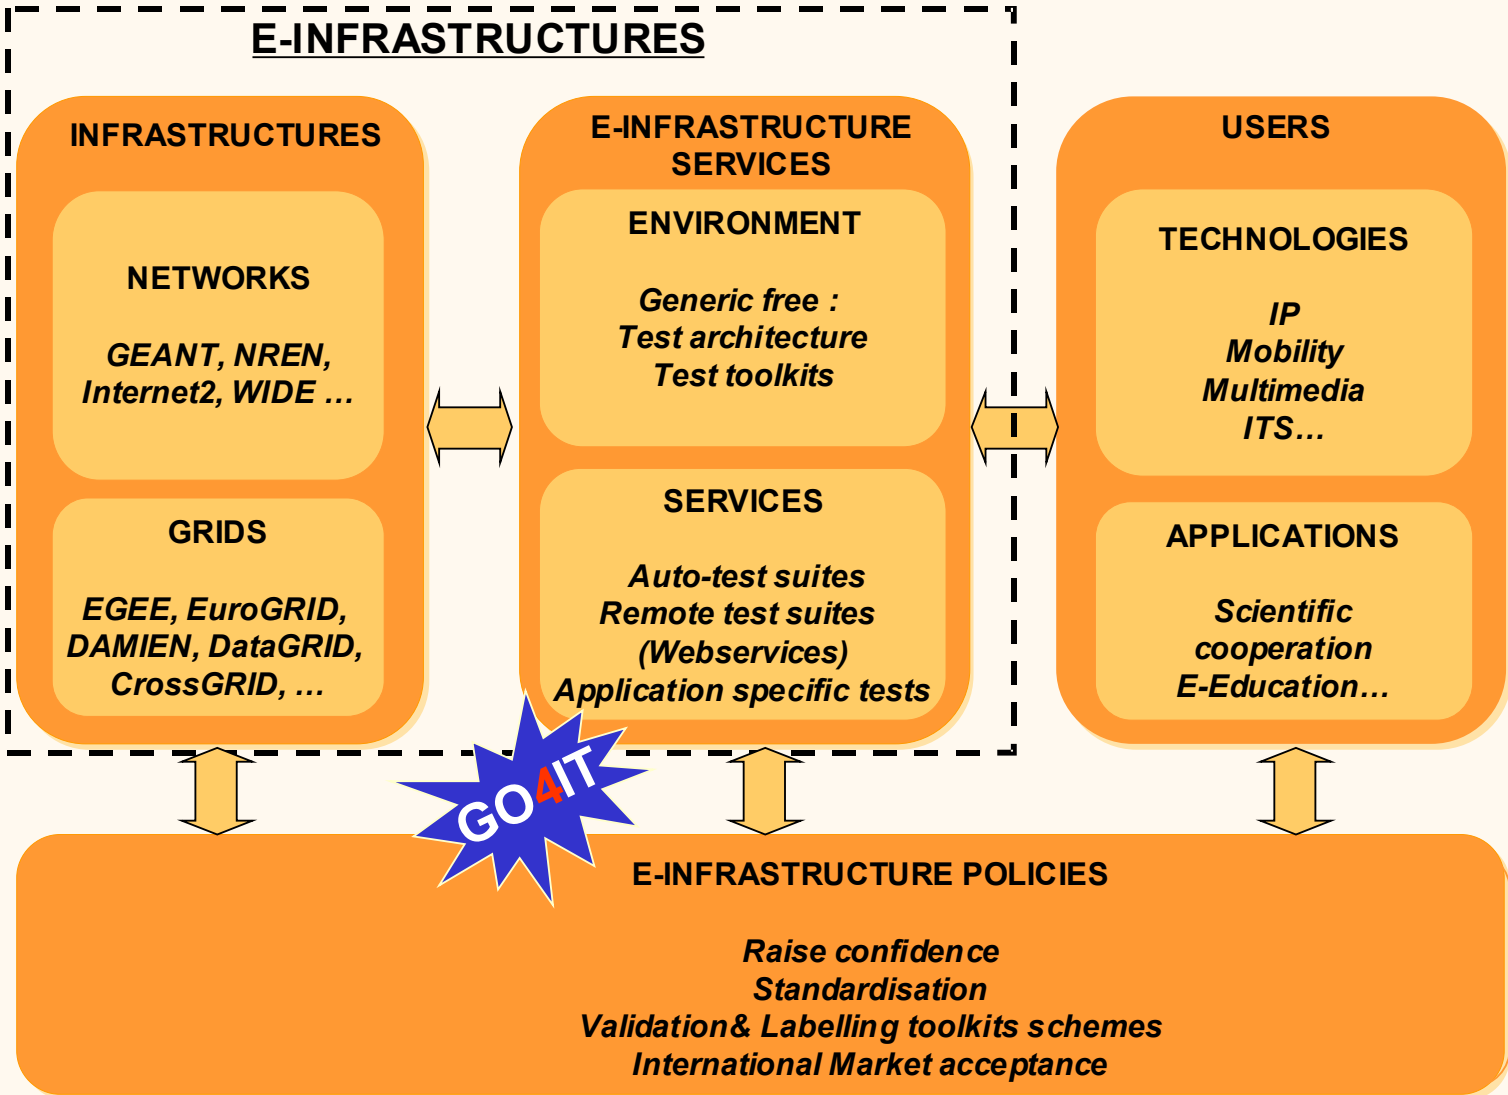 E-INFRASTRUCTURES
INFRASTRUCTURES
NETWORKS
GEANT, NREN,
Internet2, WIDE …
GRIDS
EGEE, EuroGRID,
DAMIEN, DataGRID,
CrossGRID, …
E-INFRASTRUCTURE
SERVICES
ENVIRONMENT
Generic free :
Test architecture
Test toolkits
SERVICES
Auto-test suites
Remote test suites
(Webservices)
Application specific tests
USERS
TECHNOLOGIES
IP
Mobility
Multimedia
ITS…
APPLICATIONS
Scientific
cooperation
E-Education…
GO4IT
E-INFRASTRUCTURE POLICIES
Raise confidence
Standardisation
Validation& Labelling toolkits schemes
International Market acceptance